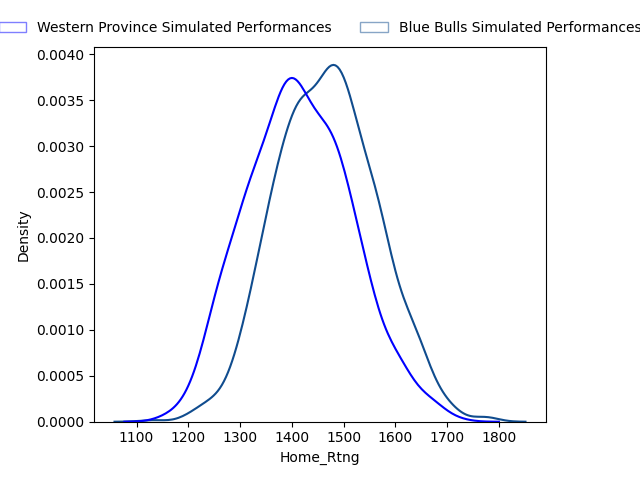 Western Province Simulated Performances
Blue Bulls Simulated Performances
0.0040
0.0035
0.0030
0.0025
0.0020
0.0015
0.0010
0.0005
0.0000
Density
1100 1200 1300 1400 1500 1600 1700 1800
Home_Rtng